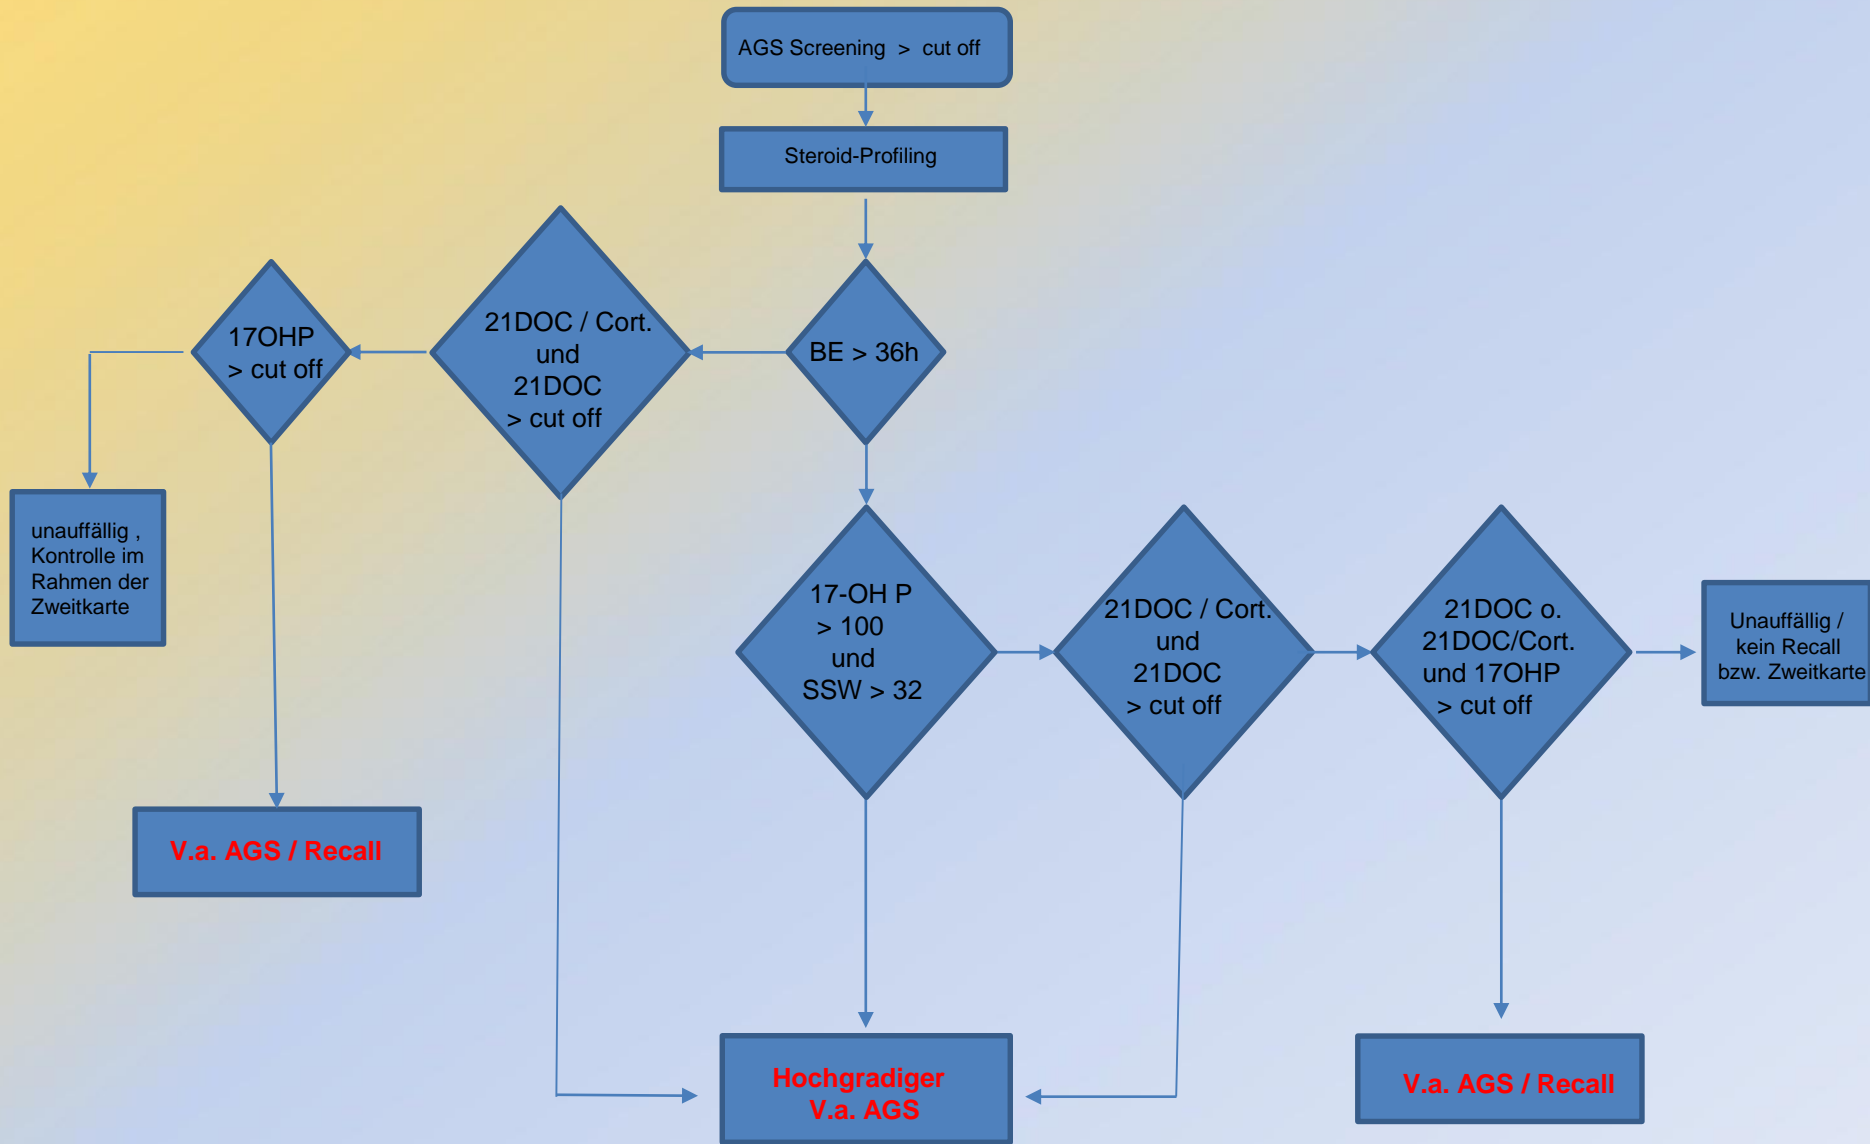 AGS Screening > cut off
Steroid-Profiling
BE > 36h
21DOC / Cort.
und
21DOC
> cut off
17OHP
> cut off
unauffällig ,
Kontrolle im
Rahmen der
Zweitkarte
V.a. AGS / Recall
17-OH P
> 100
und
SSW > 32
21DOC / Cort.
und
21DOC
> cut off
21DOC o.
21DOC/Cort.
und 17OHP
> cut off
Unauffällig /
kein Recall
bzw. Zweitkarte
Hochgradiger
V.a. AGS
V.a. AGS / Recall